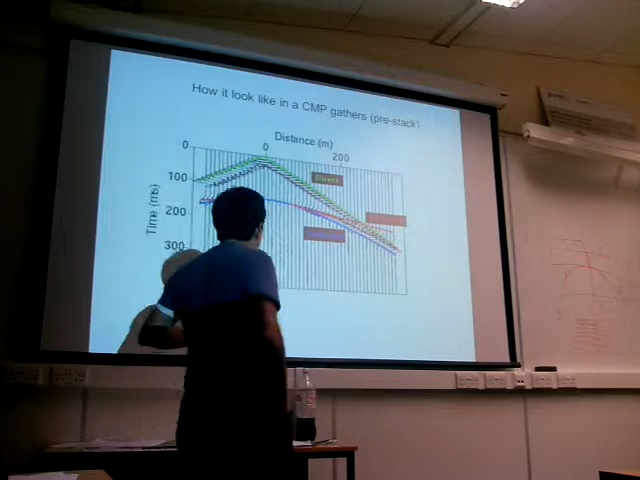 How it look like in a CMP gathers (pre-stack)
Distance (m)
0 0 200
100
200
300
Time (ms)
Direct